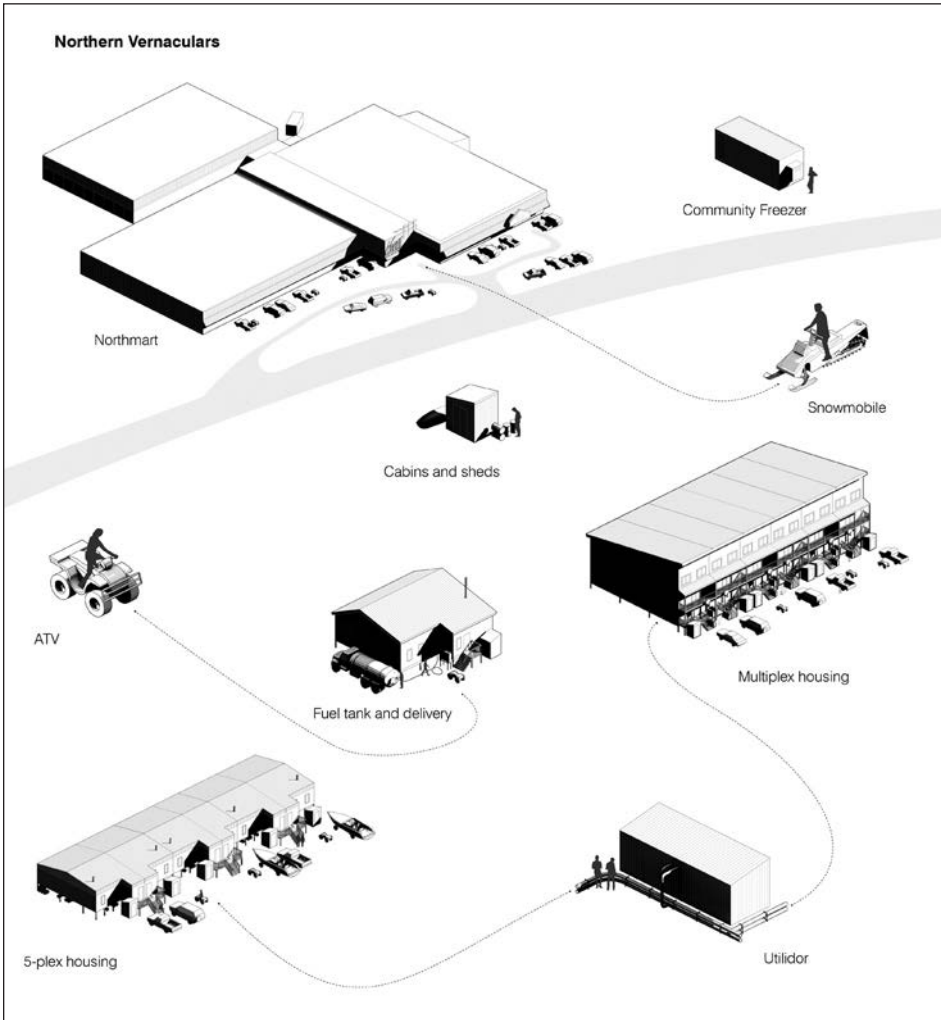 Northern Vernaculars
Community Freezer
Northmart
Snowmobile
Cabins and sheds
ATV
Multiplex housing
Fuel tank and delivery
5-plex housing
Utilidor